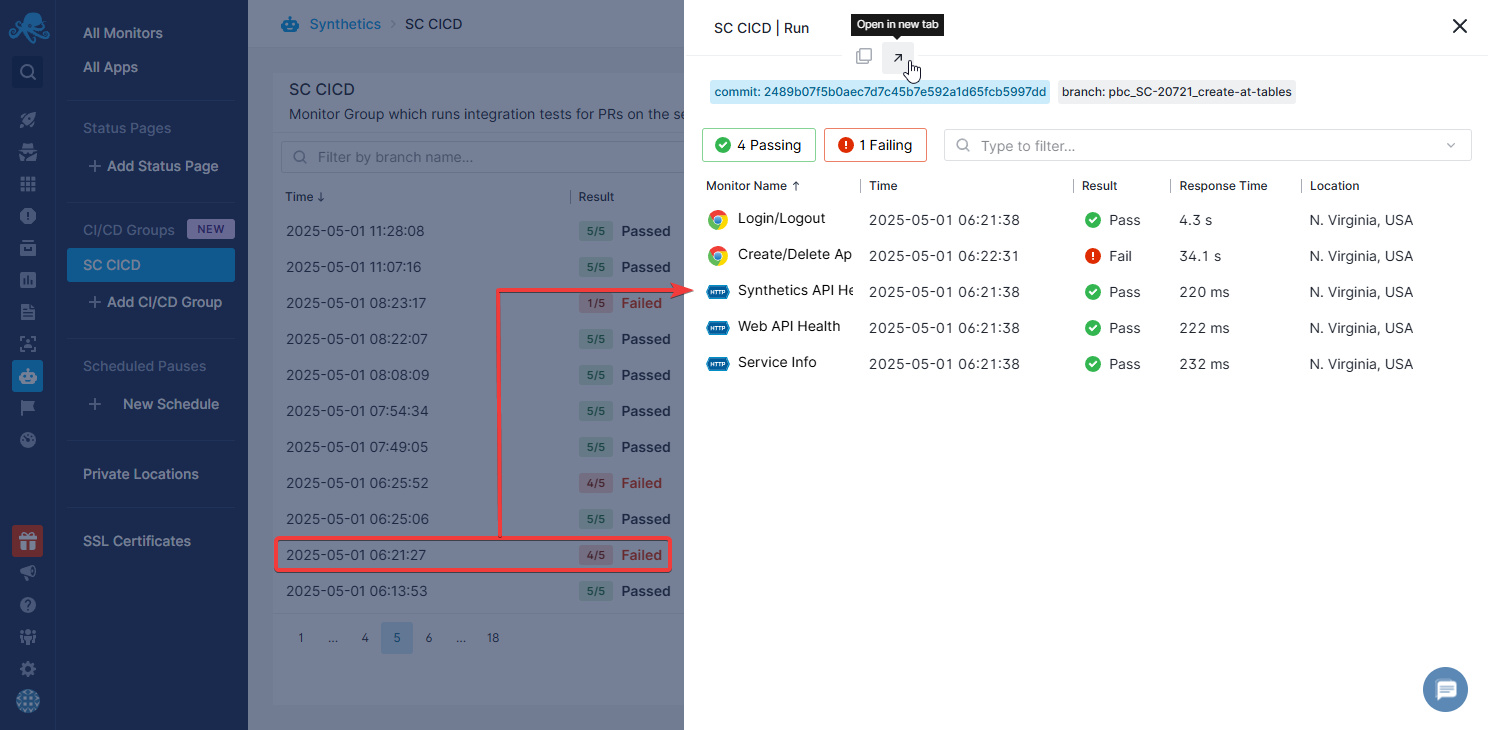 All Monitors
All Apps
Status Pages
Add Status Page
CI/CD Groups NEW
SC CICD
Add CI/CD Group
Scheduled Pauses
New Schedule
Private Locations
SSL Certificates
Synthetics > SC CICD
SC CICD
Monitor Group which runs integration tests for PRs on the se
Filter by branch name...
Time ↓ Result
2025-05-01 11:28:08 5/5 Passed
2025-05-01 11:07:16 5/5 Passed
2025-05-01 08:23:17 1/5 Failed
2025-05-01 08:22:07 5/5 Passed
2025-05-01 08:08:09 5/5 Passed
2025-05-01 07:54:34 5/5 Passed
2025-05-01 07:49:05 5/5 Passed
2025-05-01 06:25:52 4/5 Failed
2025-05-01 06:25:06 5/5 Passed
2025-05-01 06:21:27 4/5 Failed
2025-05-01 06:13:53 5/5 Passed
1 ... 4 5 6 ... 18
SC CICD | Run
Open in new tab
commit: 2489b07f5b0aec7d7c45b7e592a1d65fcb5997dd branch: pbc_SC-20721_create-at-tables
4 Passing 1 Failing Type to filter...
Monitor Name ↑ Time Result Response Time Location
Login/Logout 2025-05-01 06:21:38 Pass 4.3 s N. Virginia, USA
Create/Delete Ap 2025-05-01 06:22:31 Fail 34.1 s N. Virginia, USA
HTTP Synthetics API He 2025-05-01 06:21:38 Pass 220 ms N. Virginia, USA
HTTP Web API Health 2025-05-01 06:21:38 Pass 222 ms N. Virginia, USA
HTTP Service Info 2025-05-01 06:21:38 Pass 232 ms N. Virginia, USA